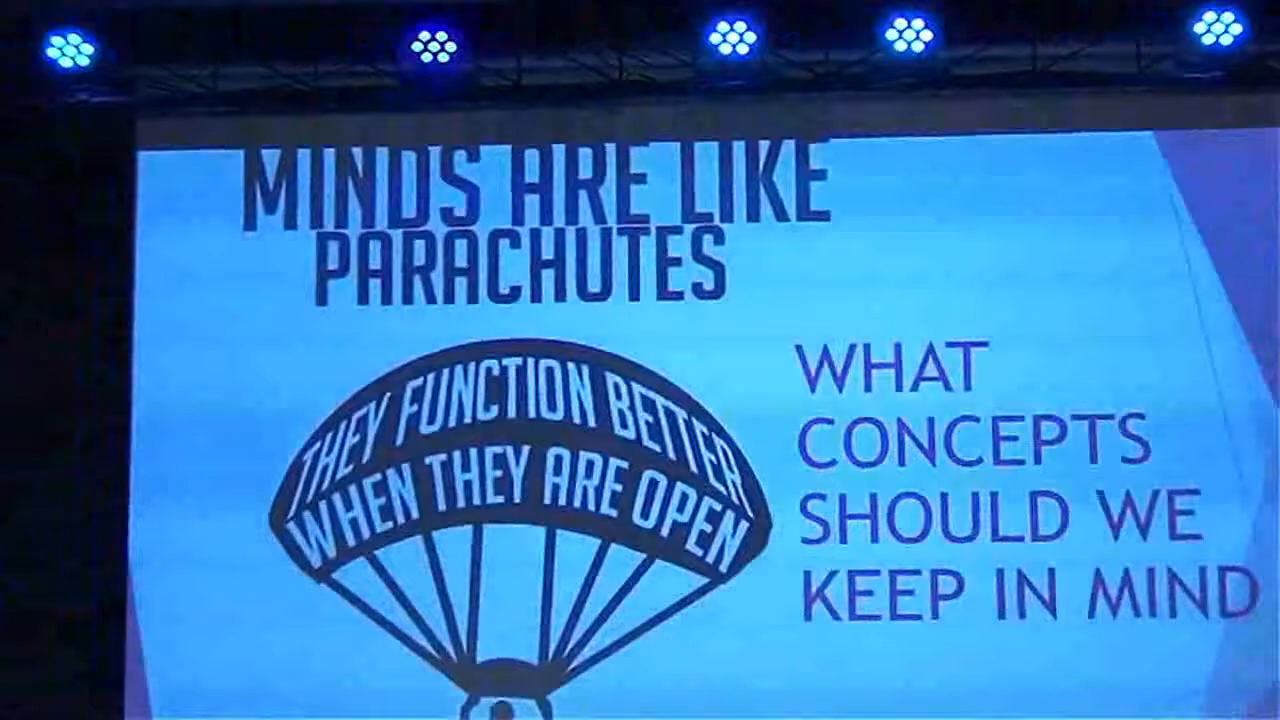 MINDS ARE LIKE
PARACHUTES
THEY FUNCTION BETTER
WHEN THEY ARE OPEN
WHAT
CONCEPTS
SHOULD WE
KEEP IN MIND